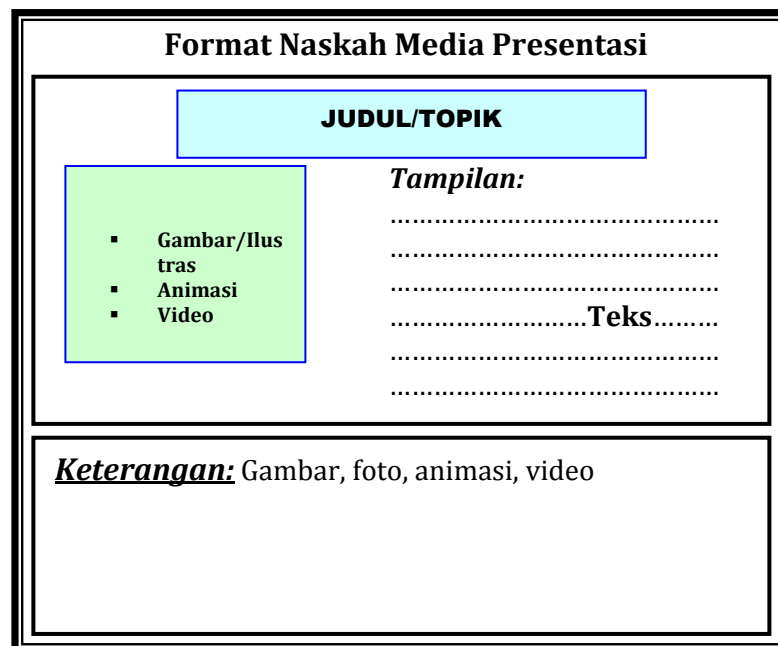 Format Naskah Media Presentasi
JUDUL/TOPIK
▪ Gambar/Ilus
tras
▪ Animasi
▪ Video
Tampilan:
………………………………………
………………………………………
………………………………………
………………………Teks………
………………………………………
………………………………………
Keterangan: Gambar, foto, animasi, video